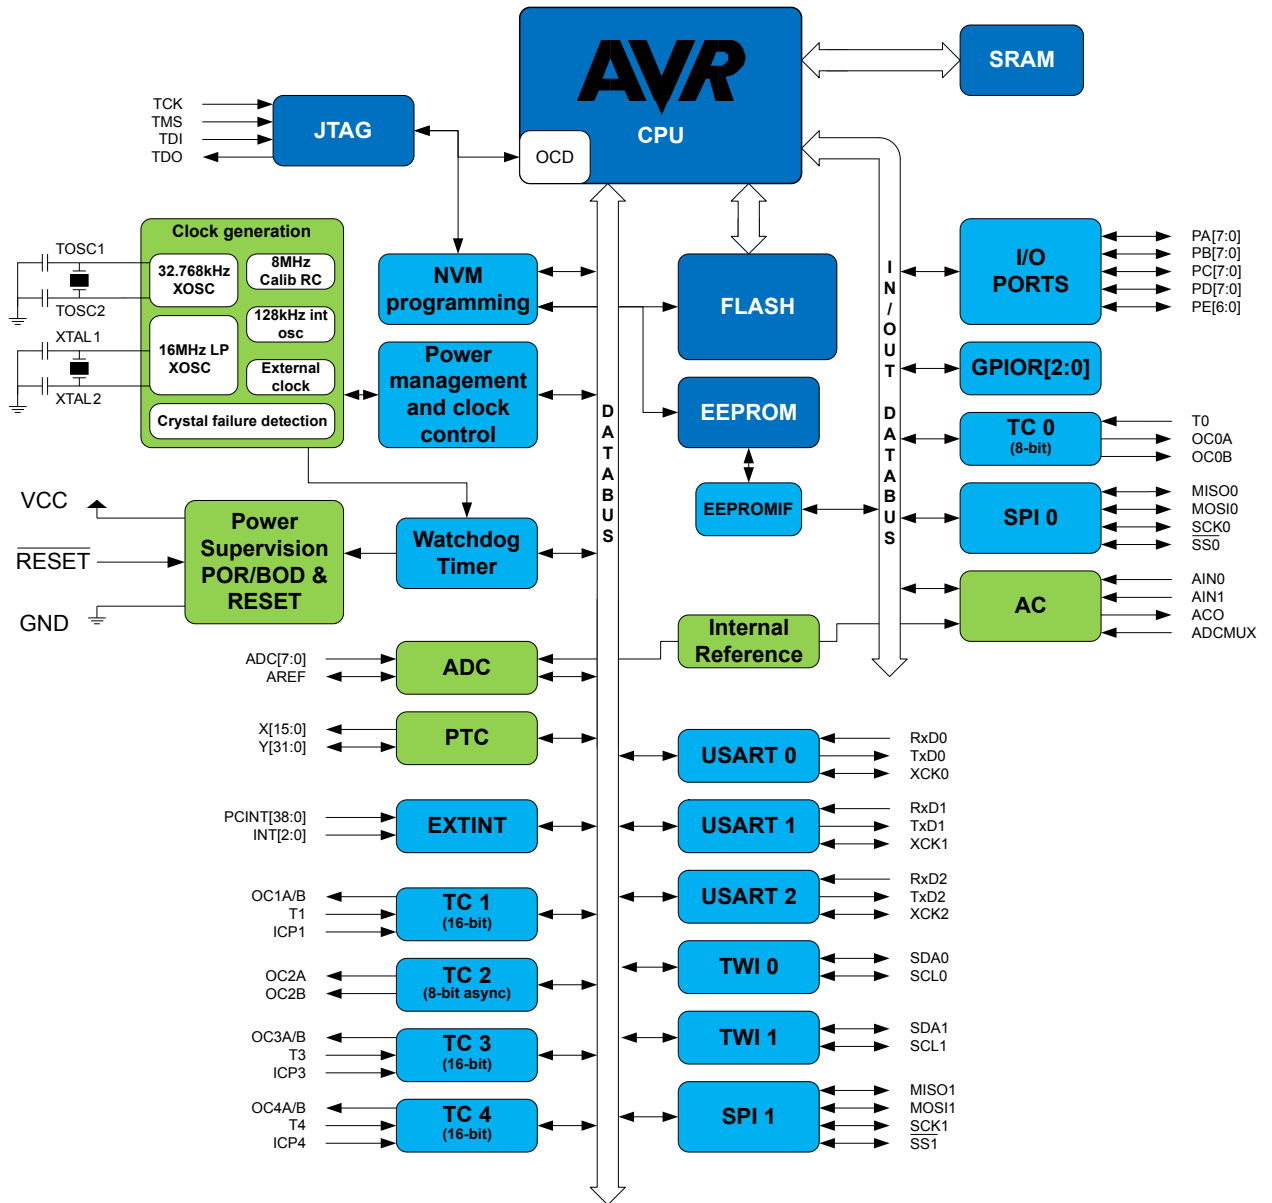 AVR
CPU
OCD
SRAM
TCK
TMS
TDI
TDO
JTAG
Clock generation
TOSC1
TOSC2
XTAL1
XTAL2
32.768kHz
XOSC
8MHz
Calib RC
128kHz int
osc
16MHz LP
XOSC
External
clock
Crystal failure detection
NVM
programming
Power
management
and clock
control
FLASH
EEPROM
EEPROMIF
DATABUS
IN/OUT DATABUS
I/O
PORTS
PA[7:0]
PB[7:0]
PC[7:0]
PD[7:0]
PE[6:0]
GPIOR[2:0]
TC 0
(8-bit)
T0
OC0A
OC0B
SPI 0
MISO0
MOSI0
SCK0
SS0
AC
AIN0
AIN1
ACO
ADCMUX
VCC
RESET
GND
Power
Supervision
POR/BOD &
RESET
Watchdog
Timer
Internal
Reference
ADC[7:0]
AREF
ADC
X[15:0]
Y[31:0]
PTC
PCINT[38:0]
INT[2:0]
EXTINT
OC1A/B
T1
ICP1
TC 1
(16-bit)
OC2A
OC2B
TC 2
(8-bit async)
OC3A/B
T3
ICP3
TC 3
(16-bit)
OC4A/B
T4
ICP4
TC 4
(16-bit)
USART 0
RxD0
TxD0
XCK0
USART 1
RxD1
TxD1
XCK1
USART 2
RxD2
TxD2
XCK2
TWI 0
SDA0
SCL0
TWI 1
SDA1
SCL1
SPI 1
MISO1
MOSI1
SCK1
SS1